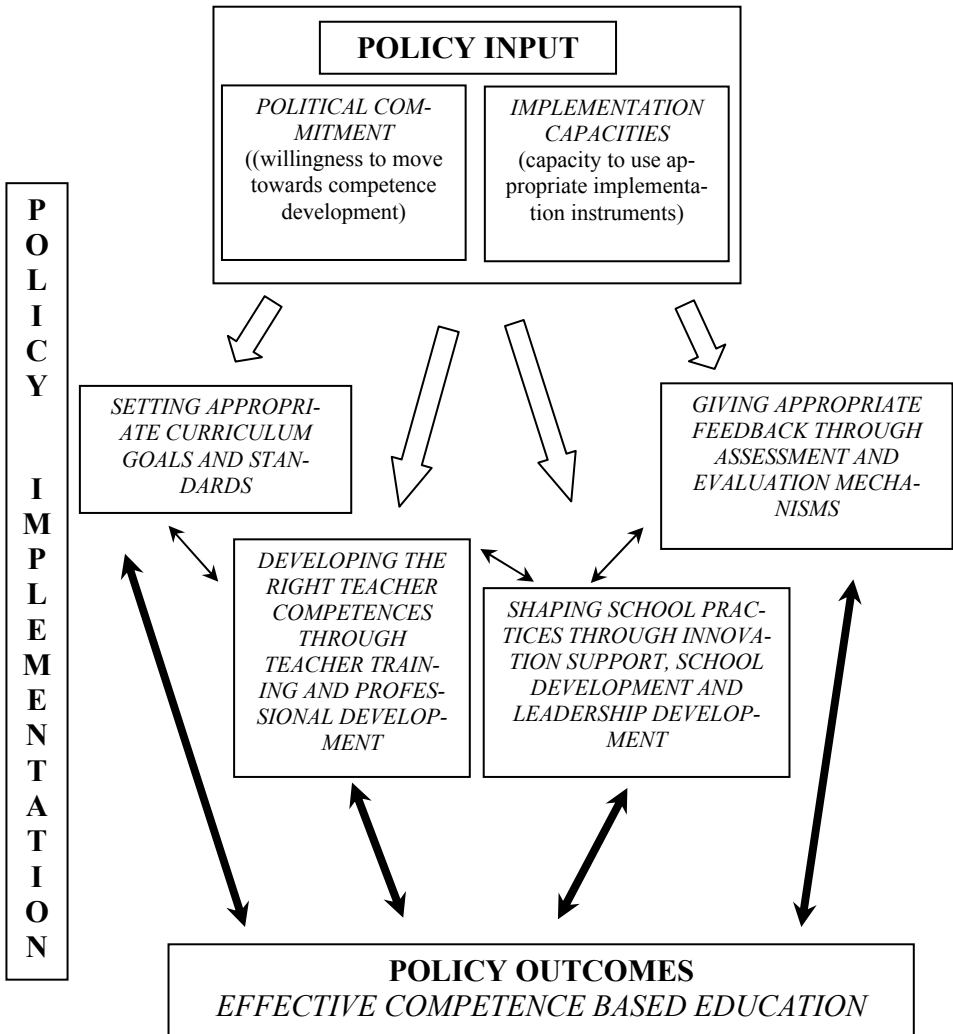 POLICY INPUT
POLITICAL COM-
MITMENT
((willingness to move
towards competence
development)
IMPLEMENTATION
CAPACITIES
(capacity to use ap-
propriate implementa-
tion instruments)
POLICY IMPLEMENTATION
SETTING APPROPRI-
ATE CURRICULUM
GOALS AND STAN-
DARDS
GIVING APPROPRIATE
FEEDBACK THROUGH
ASSESSMENT AND
EVALUATION MECHA-
NISMS
DEVELOPING THE
RIGHT TEACHER
COMPETENCES
THROUGH
TEACHER TRAIN-
ING AND PROFES-
SIONAL DEVELOP-
MENT
SHAPING SCHOOL PRAC-
TICES THROUGH INNOVA-
TION SUPPORT, SCHOOL
DEVELOPMENT AND
LEADERSHIP DEVELOP-
MENT
POLICY OUTCOMES
EFFECTIVE COMPETENCE BASED EDUCATION